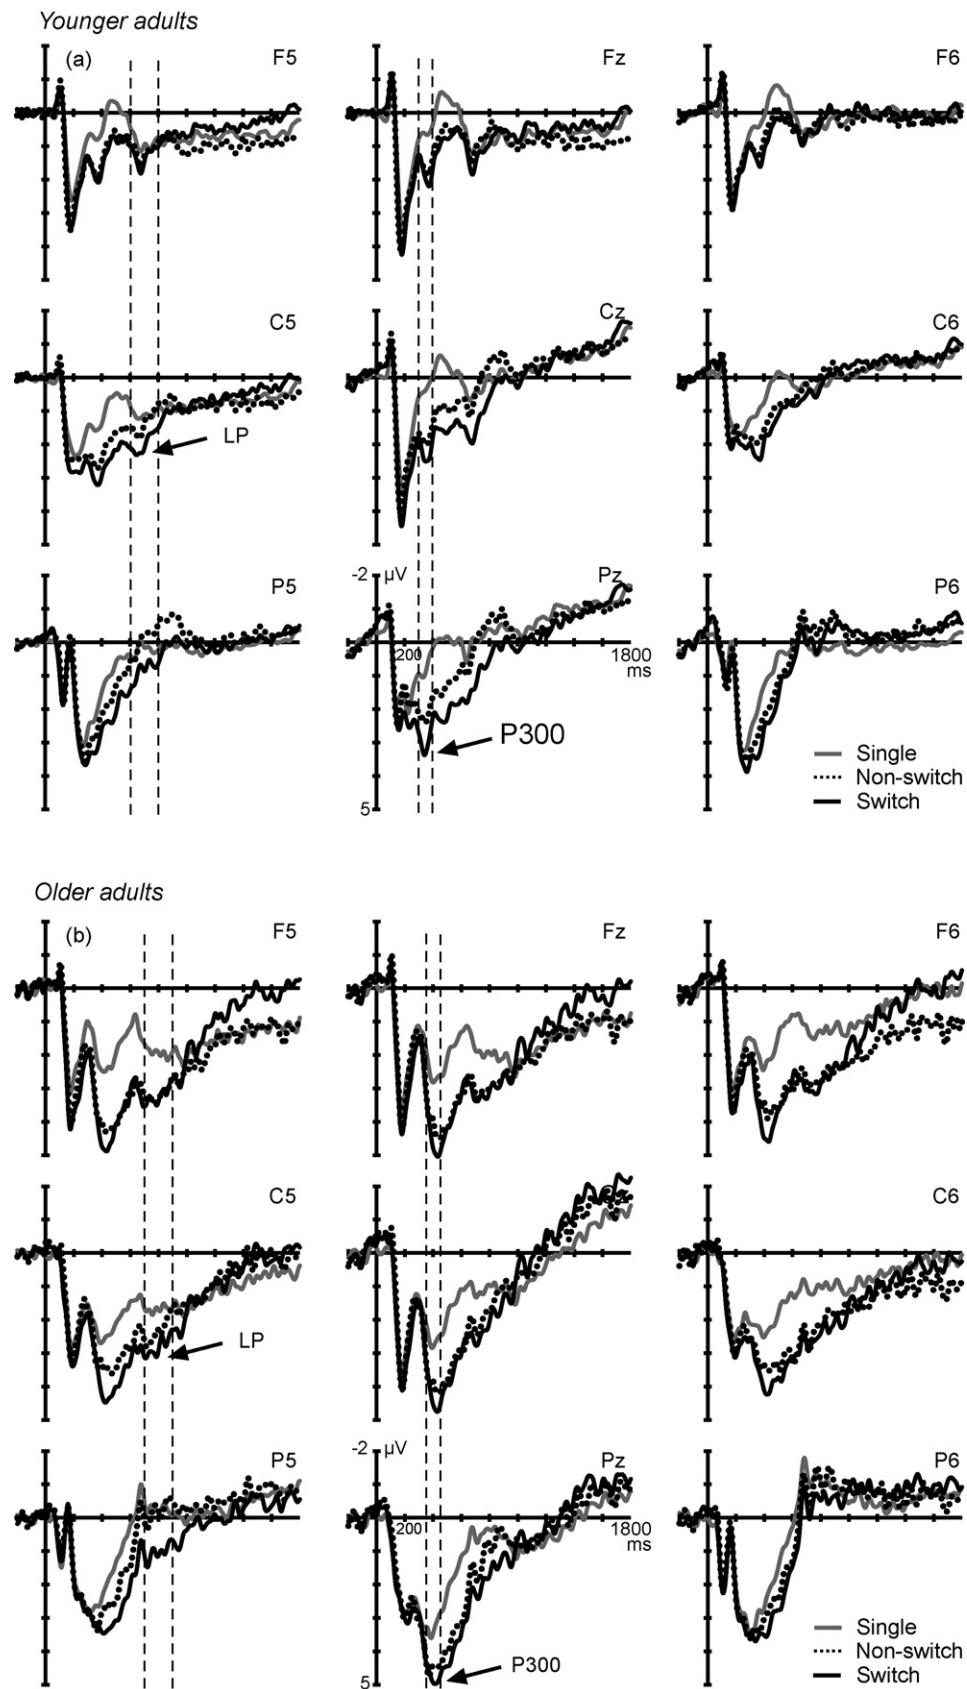 Younger adults
(a) F5 Fz F6
C5 Cz C6
LP
P5 -2 µV Pz P6
200 1800
ms
P300
Single
Non-switch
Switch
5
Older adults
(b) F5 Fz F6
C5 C6
LP
P5 -2 µV Pz P6
200 1800
ms
P300
Single
Non-switch
Switch
5